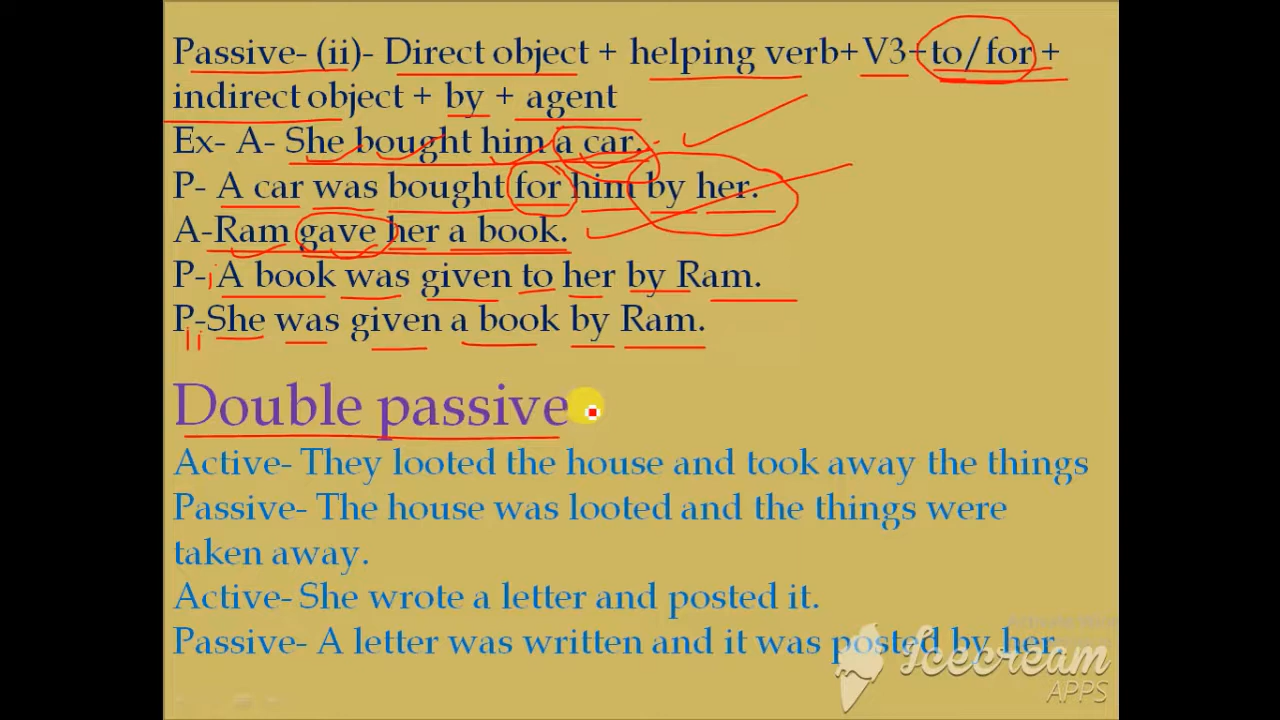 Passive- (ii)- Direct object + helping verb+V3+to/for +
indirect object + by + agent
Ex- A- She bought him a car.
P- A car was bought for him by her.
A-Ram gave her a book.
P- A book was given to her by Ram.
P-She was given a book by Ram.
Double passive
Active- They looted the house and took away the things
Passive- The house was looted and the things were
taken away.
Active- She wrote a letter and posted it.
Passive- A letter was written and it was posted by her.
Icecream
APPS